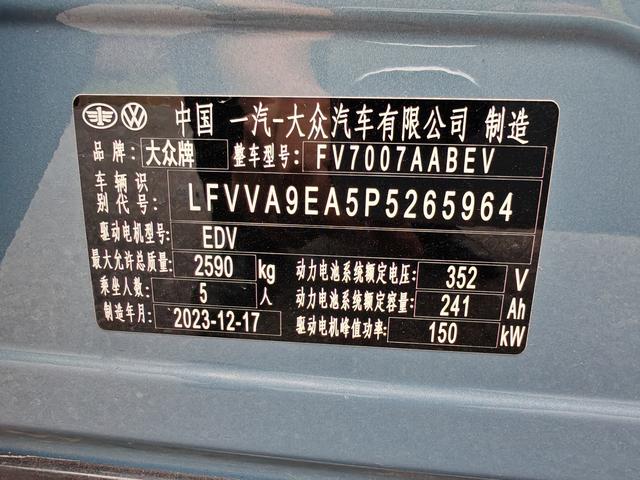 中国 一汽-大众汽车有限公司 制造
品牌: 大众牌 整车型号: FV7007AABEV
车辆识别代号: LFVVA9EA5P5265964
驱动电机型号: EDV
最大允许总质量: 2590 kg 动力电池系统额定电压: 352 V
乘坐人数: 5 人 动力电池系统额定容量: 241 Ah
制造年月: 2023-12-17 驱动电机峰值功率: 150 kW